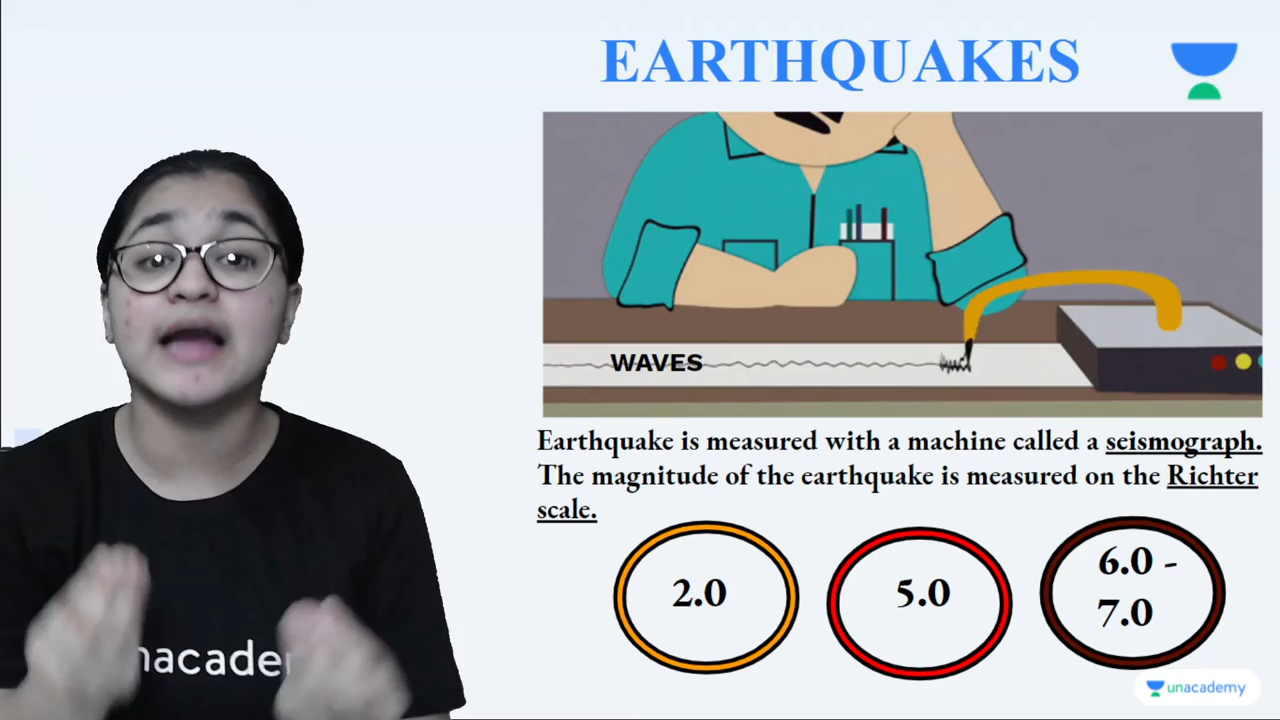 EARTHQUAKES
WAVES
Earthquake is measured with a machine called a seismograph.
The magnitude of the earthquake is measured on the Richter
scale.
2.0
5.0
6.0 -
7.0
nacade
unacademy